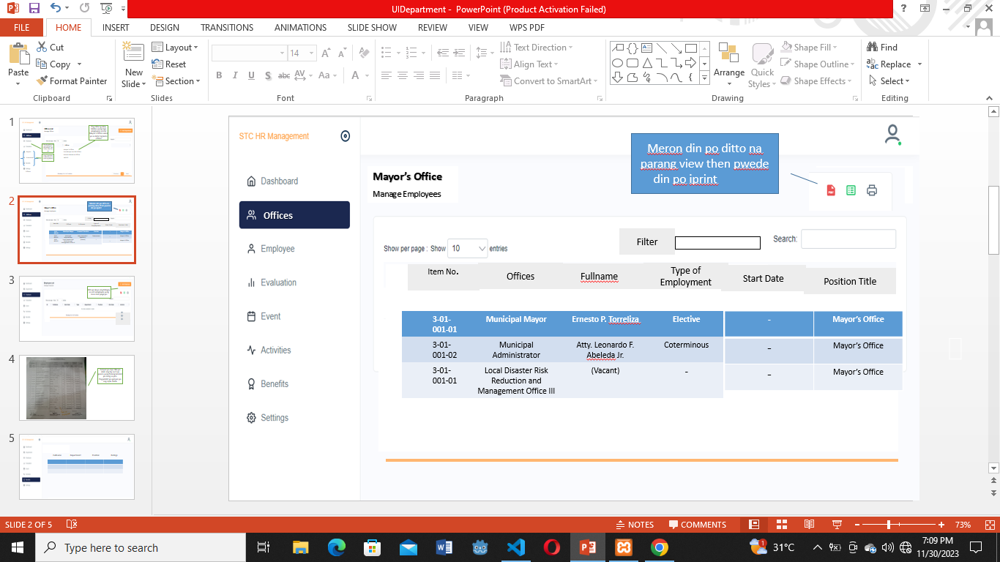 UIDepartment - PowerPoint (Product Activation Failed)
FILE HOME INSERT DESIGN TRANSITIONS ANIMATIONS SLIDE SHOW REVIEW VIEW WPS PDF
Paste
Cut
Copy
Format Painter
Clipboard
New
Slide
Layout
Reset
Section
Slides
14
Font
Text Direction
Align Text
Convert to SmartArt
Paragraph
Arrange
Quick
Styles
Shape Fill
Shape Outline
Shape Effects
Drawing
Find
Replace
Select
Editing
1
2
3
4
5
STC HR Management
Dashboard
Offices
Employee
Evaluation
Event
Activities
Benefits
Settings
Mayor's Office
Manage Employees
Meron din po ditto na
parang view then pwede
din po iprint
Show per page : Show 10 entries
Filter
Search:
Item No.
Offices
Fullname
Type of
Employment
Start Date
Position Title
3-01-
001-01
Municipal Mayor
Ernesto P. Torreliza
Elective
-
Mayor's Office
3-01-
001-02
Municipal
Administrator
Atty. Leonardo F.
Abeleda Jr.
Coterminous
–
Mayor's Office
3-01-
001-01
Local Disaster Risk
Reduction and
Management Office III
(Vacant)
-
–
Mayor's Office
SLIDE 2 OF 5
NOTES
COMMENTS
73%
Type here to search
31°C
7:09 PM
11/30/2023